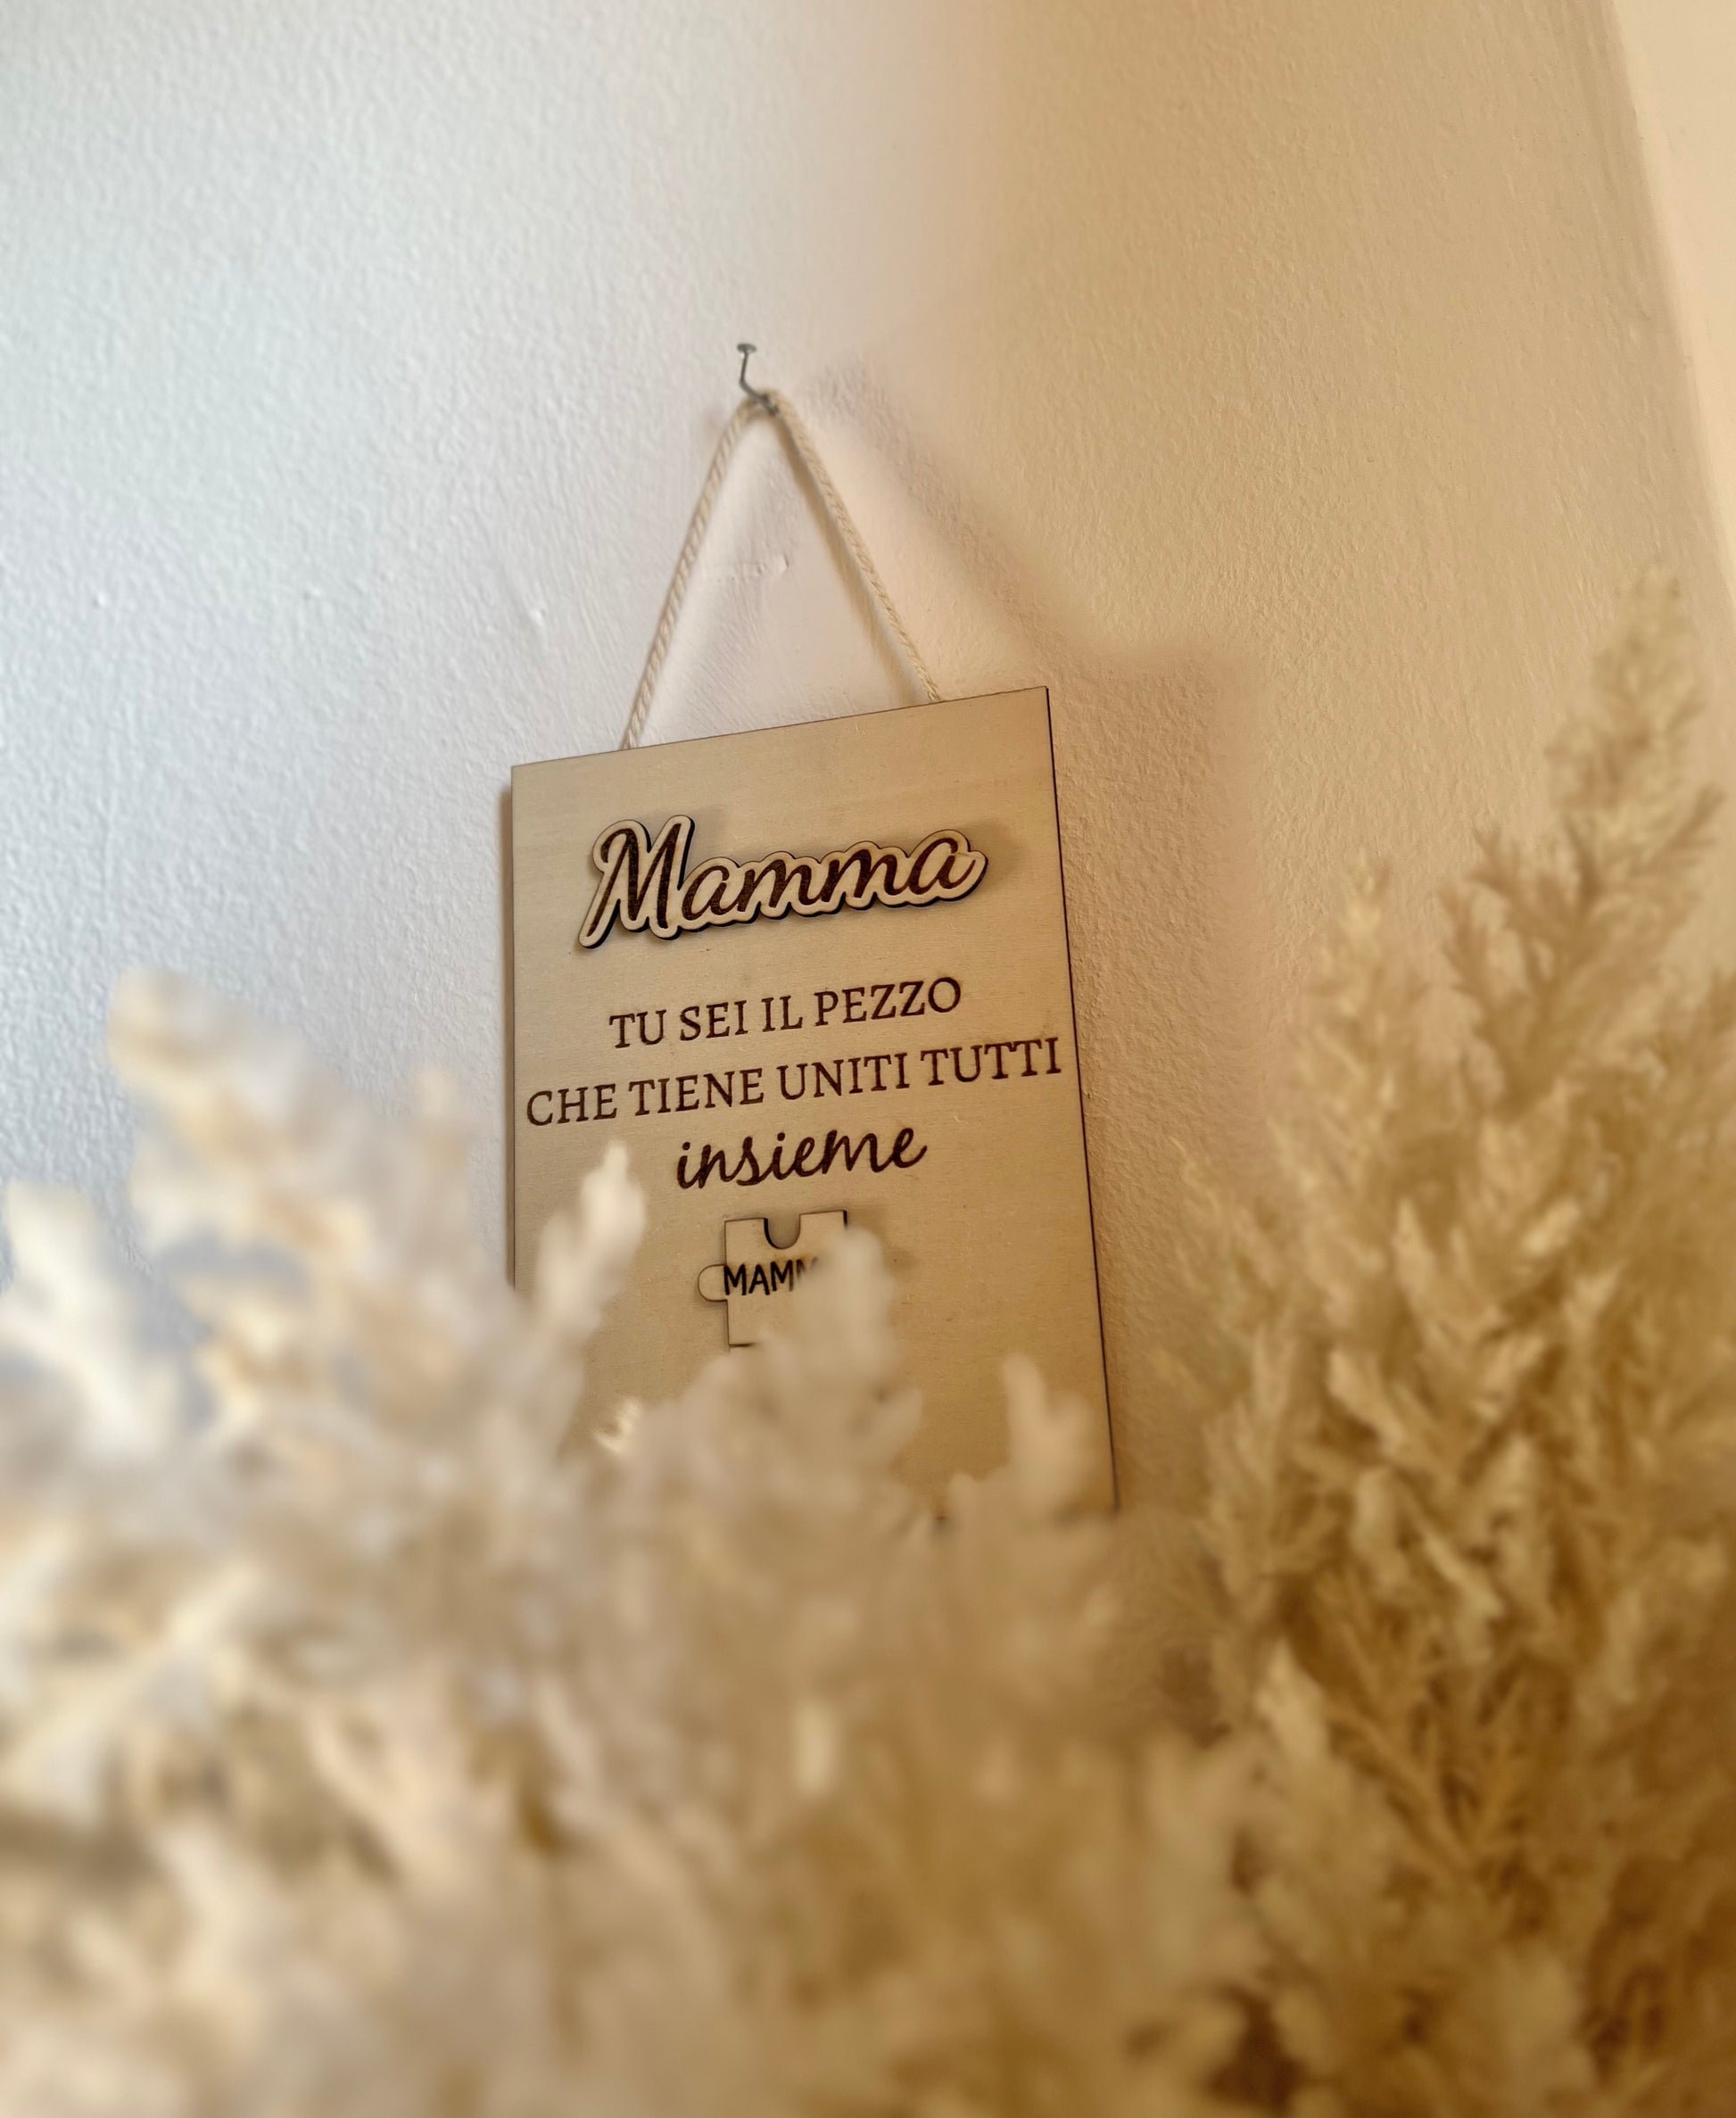 Mamma
TU SEI IL PEZZO
CHE TIENE UNITI TUTTI
insieme